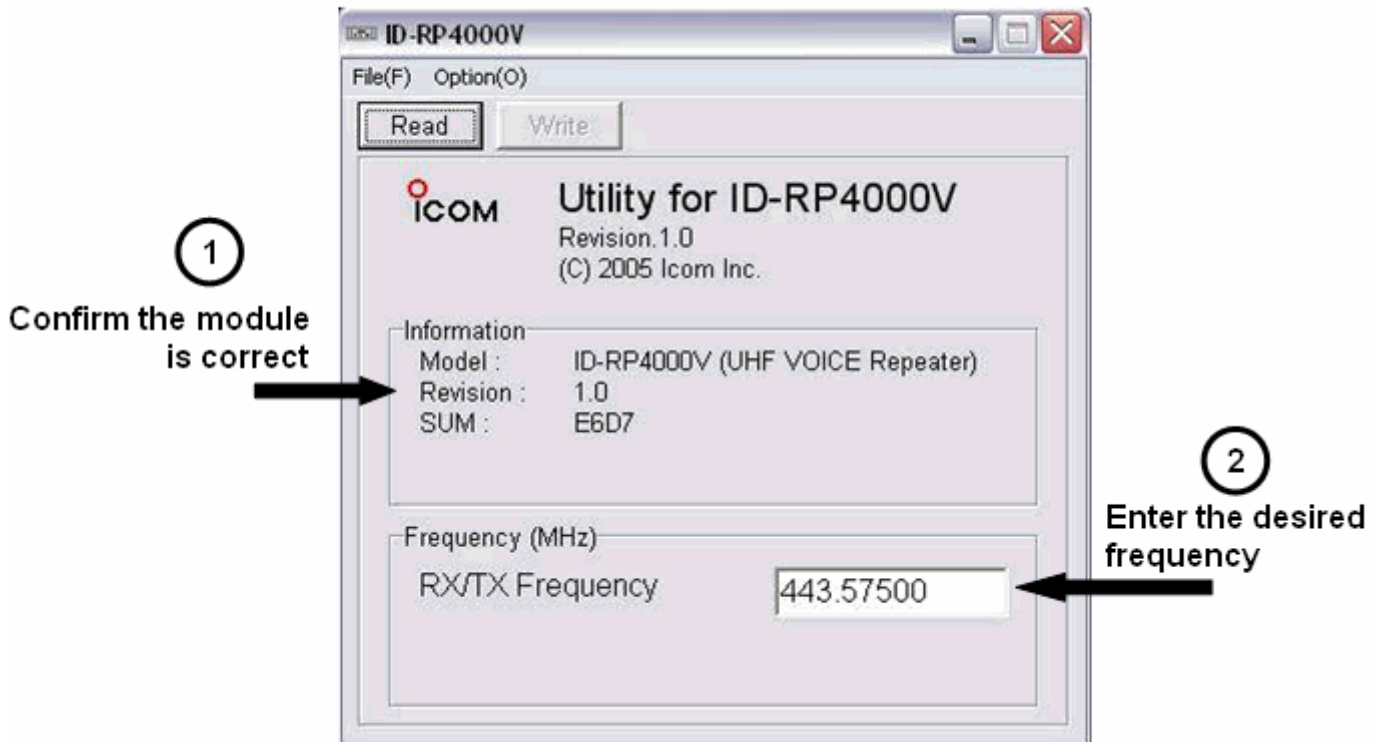 ID-RP4000V
File(F) Option(O)
Read Write
ICOM
Utility for ID-RP4000V
Revision.1.0
(C) 2005 Icom Inc.
1
Confirm the module
is correct
Information
Model : ID-RP4000V (UHF VOICE Repeater)
Revision : 1.0
SUM : E6D7
2
Enter the desired
frequency
Frequency (MHz)
RX/TX Frequency 443.57500